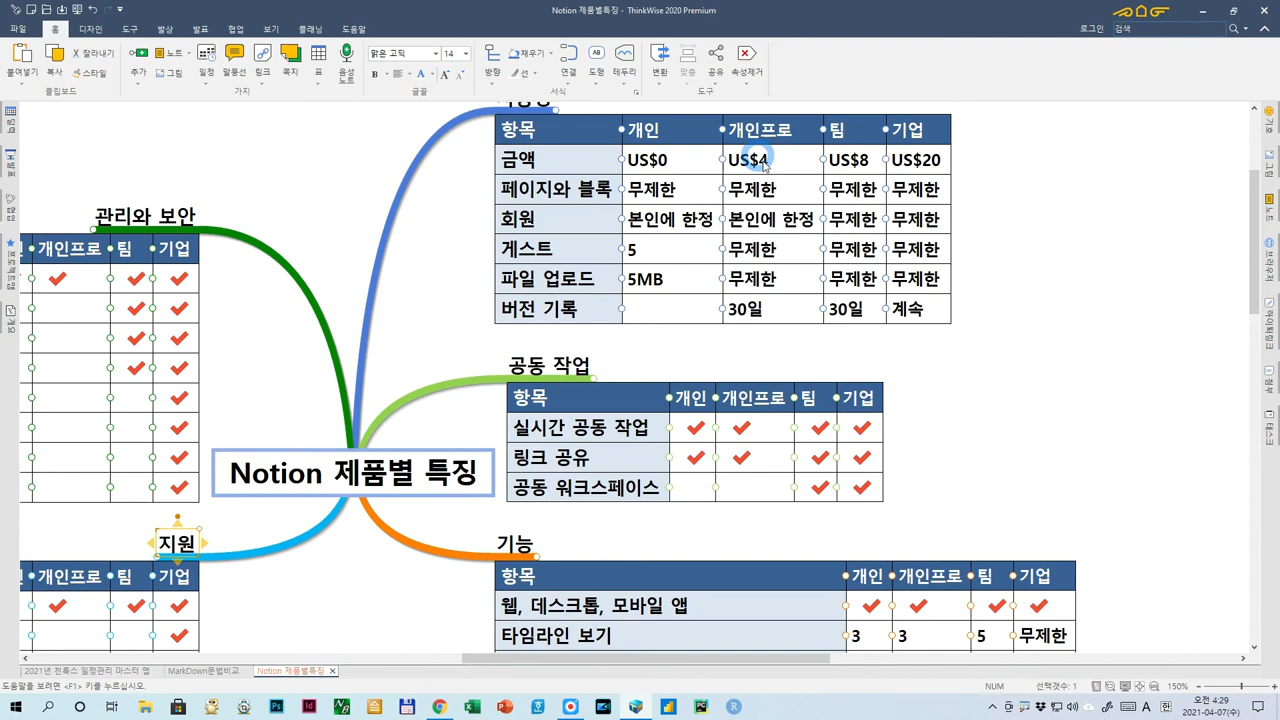 Notion 제품별특징 - ThinkWise 2020 Premium
파일 홈 디자인 도구 발상 발표 협업 보기 플래닝 도움말
로그인 검색
붙여넣기 복사 잘라내기 스타일 추가 노트 그림 일정 말풍선 링크 쪽지 표 음성 노트
맑은 고딕 14
방향 채우기 선 연결 도형 테두리 변환 맞춤 공유 속성제거
클립보드 가지 글꼴 서식 도구
항목 개인 개인프로 팀 기업
금액 US$0 US$4 US$8 US$20
페이지와 블록 무제한 무제한 무제한 무제한
회원 본인에 한정 본인에 한정 무제한 무제한
게스트 5 무제한 무제한 무제한
파일 업로드 5MB 무제한 무제한 무제한
버전 기록 30일 30일 계속
관리와 보안
개인프로 팀 기업
공동 작업
항목 개인 개인프로 팀 기업
실시간 공동 작업
링크 공유
공동 워크스페이스
Notion 제품별 특징
지원
개인프로 팀 기업
기능
항목 개인 개인프로 팀 기업
웹, 데스크톱, 모바일 앱
타임라인 보기 3 3 5 무제한
2021년 천룩스 일정관리 마스터 맵 MarkDown문법비교 Notion 제품별특징
도움말을 보려면 <F1> 키를 누르십시오.
NUM 선택갯수: 1 150%
오전 4:29
2021-04-07(수)